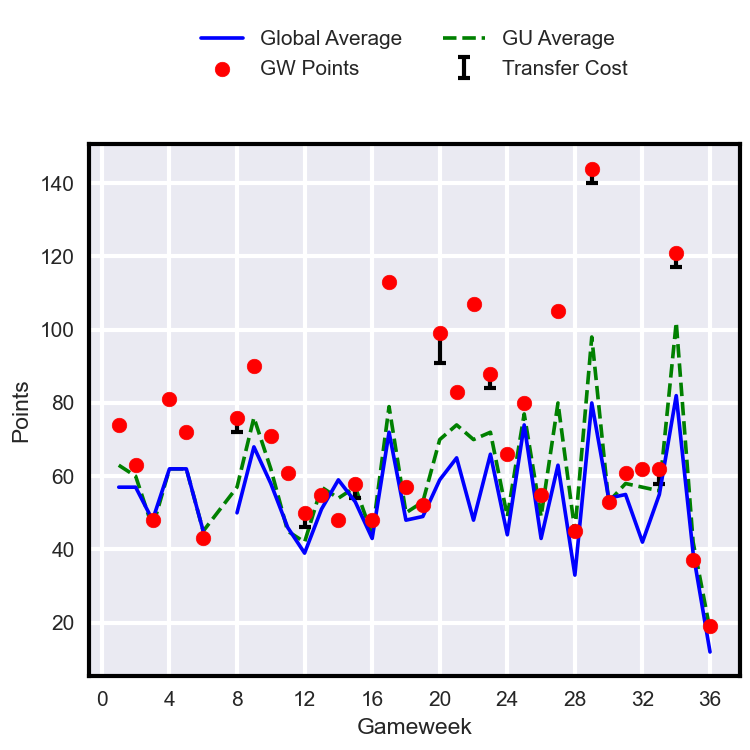 Global Average
GU Average
GW Points
Transfer Cost
140
120
100
80
60
40
20
Points
0 4 8 12 16 20 24 28 32 36
Gameweek